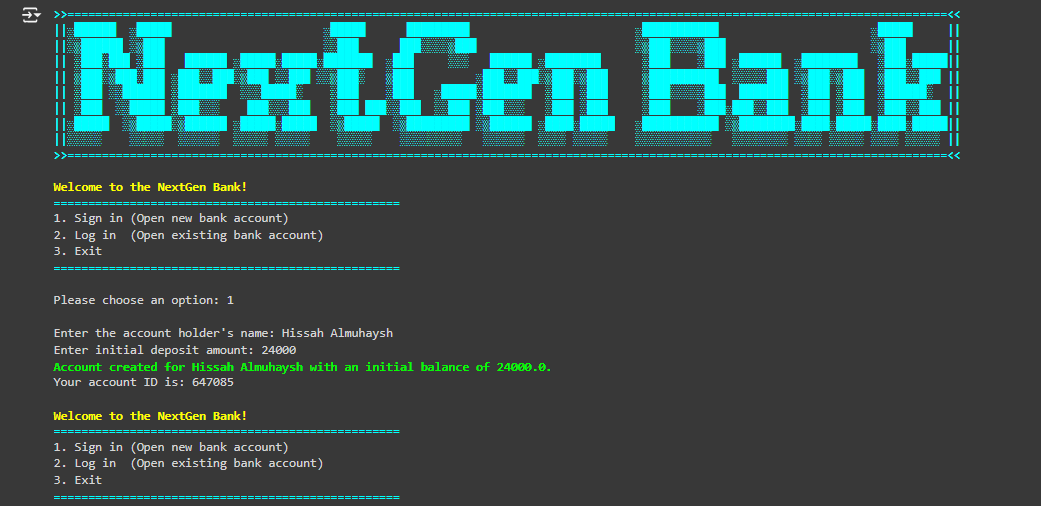 >>===============================================================================================================================<<
NextGen Bank
>>===============================================================================================================================<<
Welcome to the NextGen Bank!
==================================================
1. Sign in (Open new bank account)
2. Log in  (Open existing bank account)
3. Exit
==================================================
Please choose an option: 1
Enter the account holder's name: Hissah Almuhaysh
Enter initial deposit amount: 24000
Account created for Hissah Almuhaysh with an initial balance of 24000.0.
Your account ID is: 647085
Welcome to the NextGen Bank!
==================================================
1. Sign in (Open new bank account)
2. Log in  (Open existing bank account)
3. Exit
==================================================